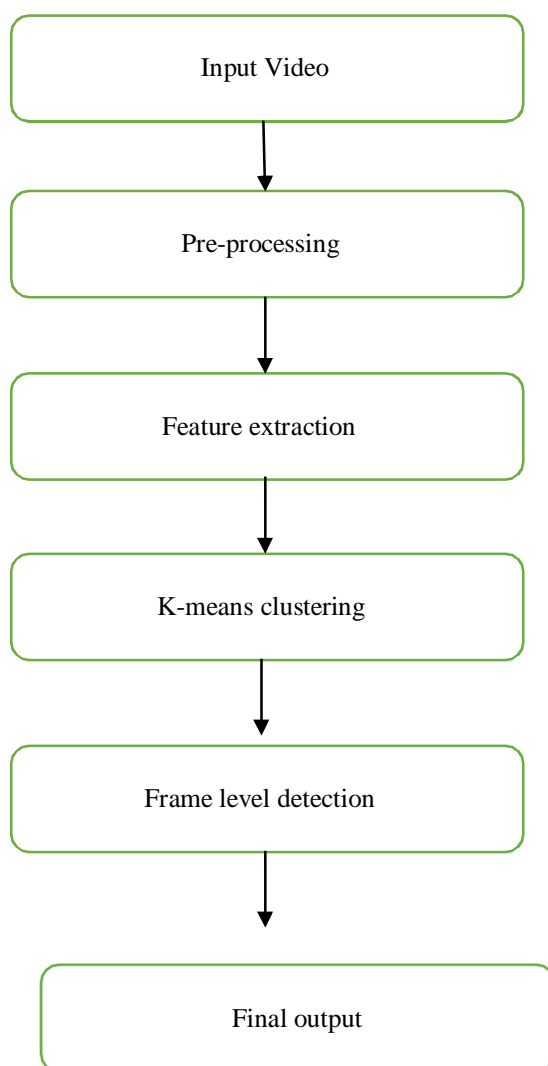 Input Video
Pre-processing
Feature extraction
K-means clustering
Frame level detection
Final output